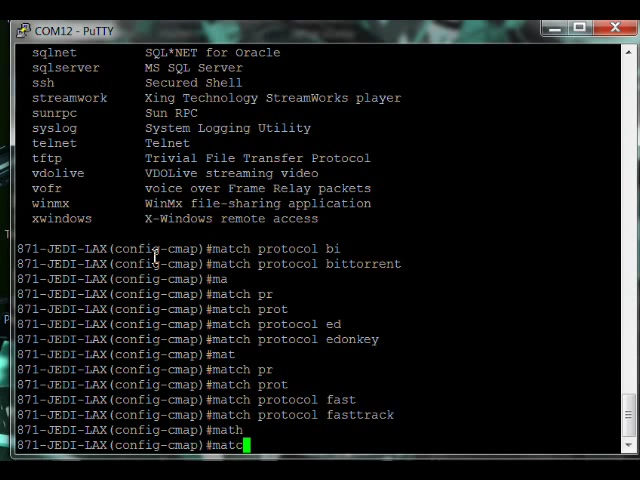 COM12 - PuTTY
sqlnet SQL*NET for Oracle
sqlserver MS SQL Server
ssh Secured Shell
streamwork Xing Technology StreamWorks player
sunrpc Sun RPC
syslog System Logging Utility
telnet Telnet
tftp Trivial File Transfer Protocol
vdolive VDOLive streaming video
vofr voice over Frame Relay packets
winmx WinMx file-sharing application
xwindows X-Windows remote access
871-JEDI-LAX(config-cmap)#match protocol bi
871-JEDI-LAX(config-cmap)#match protocol bittorrent
871-JEDI-LAX(config-cmap)#ma
871-JEDI-LAX(config-cmap)#match pr
871-JEDI-LAX(config-cmap)#match prot
871-JEDI-LAX(config-cmap)#match protocol ed
871-JEDI-LAX(config-cmap)#match protocol edonkey
871-JEDI-LAX(config-cmap)#mat
871-JEDI-LAX(config-cmap)#match pr
871-JEDI-LAX(config-cmap)#match prot
871-JEDI-LAX(config-cmap)#match protocol fast
871-JEDI-LAX(config-cmap)#match protocol fasttrack
871-JEDI-LAX(config-cmap)#math
871-JEDI-LAX(config-cmap)#matc